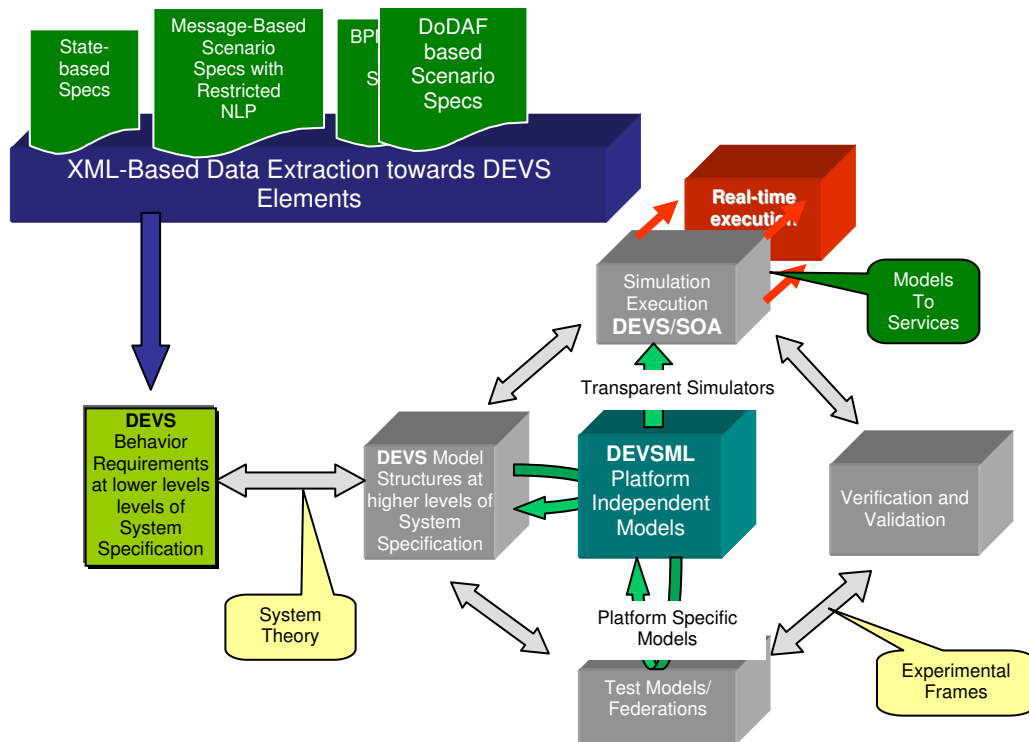 State-
based
Specs
Message-Based
Scenario
Specs with
Restricted
NLP
DoDAF
based
Scenario
Specs
XML-Based Data Extraction towards DEVS
Elements
Real-time
execution
Simulation
Execution
DEVS/SOA
Models
To
Services
Transparent Simulators
DEVS
Behavior
Requirements
at lower levels
levels of
System
Specification
DEVS Model
Structures at
higher levels of
System
Specification
DEVSML
Platform
Independent
Models
Verification and
Validation
System
Theory
Platform Specific
Models
Test Models/
Federations
Experimental
Frames